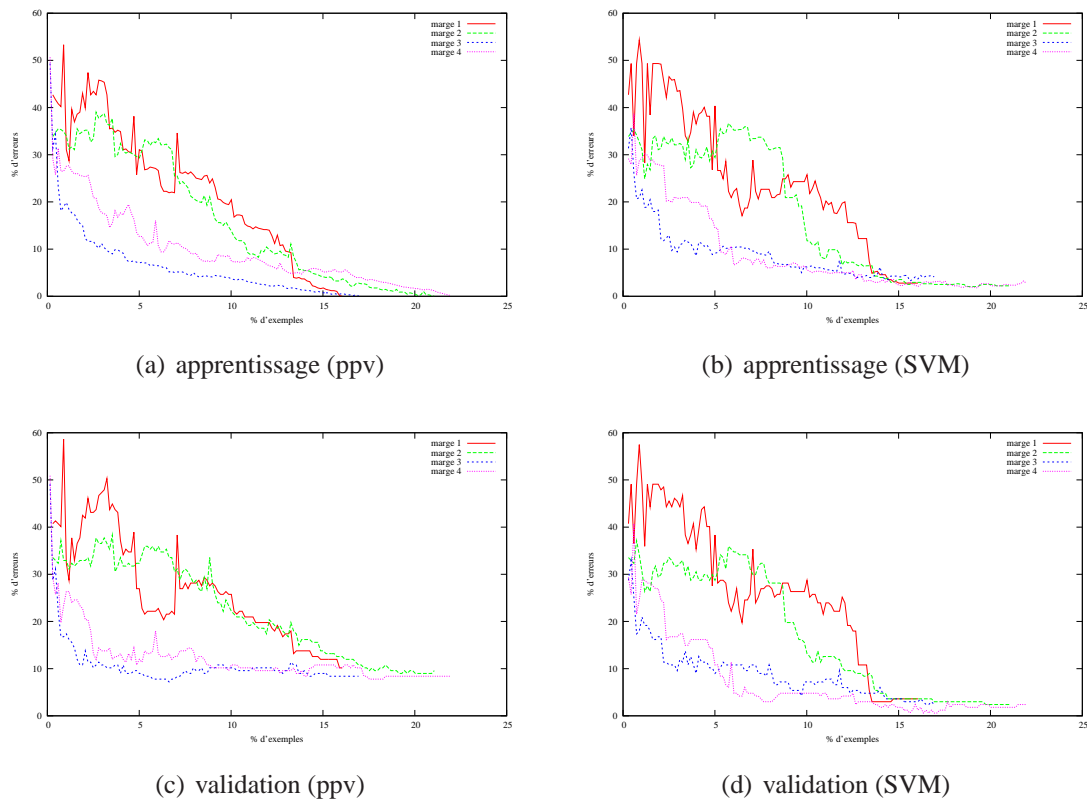 60
50
40
30
20
10
0
% d'erreurs
0 5 10 15 20 25
% d'exemples
marge 1
marge 2
marge 3
marge 4
60
50
40
30
20
10
0
% d'erreurs
0 5 10 15 20 25
% d'exemples
marge 1
marge 2
marge 3
marge 4
(a) apprentissage (ppv)
(b) apprentissage (SVM)
60
50
40
30
20
10
0
% d'erreurs
0 5 10 15 20 25
% d'exemples
marge 1
marge 2
marge 3
marge 4
60
50
40
30
20
10
0
% d'erreurs
0 5 10 15 20 25
% d'exemples
marge 1
marge 2
marge 3
marge 4
(c) validation (ppv)
(d) validation (SVM)